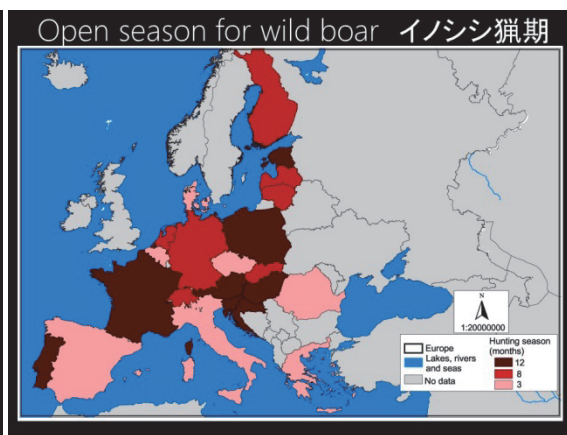 Open season for wild boar イノシシ猟期
N
1:20000000
Europe
Lakes, rivers
and seas
No data
Hunting season
(months)
12
8
3